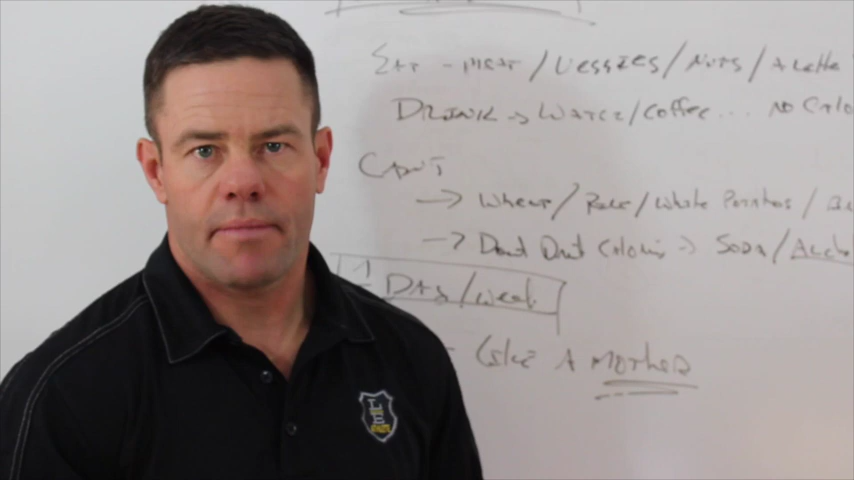 EAT - MEAT / VEGGIES / NUTS / A Little
DRINK → WATER / Coffee... NO Calo
CAN'T
→ Wheat / Rice / White Potatoes /
→ Don't Drink Calories → SODA / Alcoho
1 DAY / Week
- Like A MOTHER